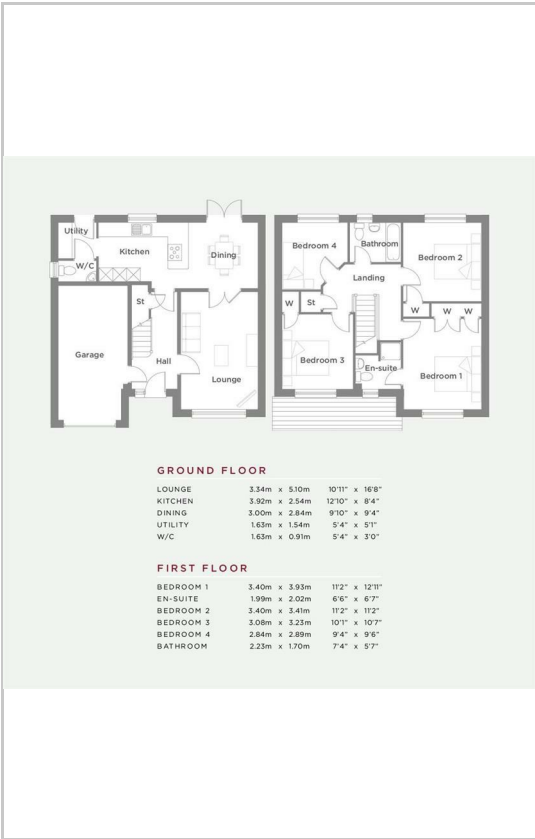 Utility
W/C
Kitchen
Dining
St
Garage
Hall
Lounge
Bedroom 4
Bathroom
Bedroom 2
Landing
W
St
W
W
W
Bedroom 3
En-suite
Bedroom 1
GROUND FLOOR
LOUNGE 3.34m x 5.10m 10'11" x 16'8"
KITCHEN 3.92m x 2.54m 12'10" x 8'4"
DINING 3.00m x 2.84m 9'10" x 9'4"
UTILITY 1.63m x 1.54m 5'4" x 5'1"
W/C 1.63m x 0.91m 5'4" x 3'0"
FIRST FLOOR
BEDROOM 1 3.40m x 3.93m 11'2" x 12'11"
EN-SUITE 1.99m x 2.02m 6'6" x 6'7"
BEDROOM 2 3.40m x 3.41m 11'2" x 11'2"
BEDROOM 3 3.08m x 3.23m 10'1" x 10'7"
BEDROOM 4 2.84m x 2.89m 9'4" x 9'6"
BATHROOM 2.23m x 1.70m 7'4" x 5'7"